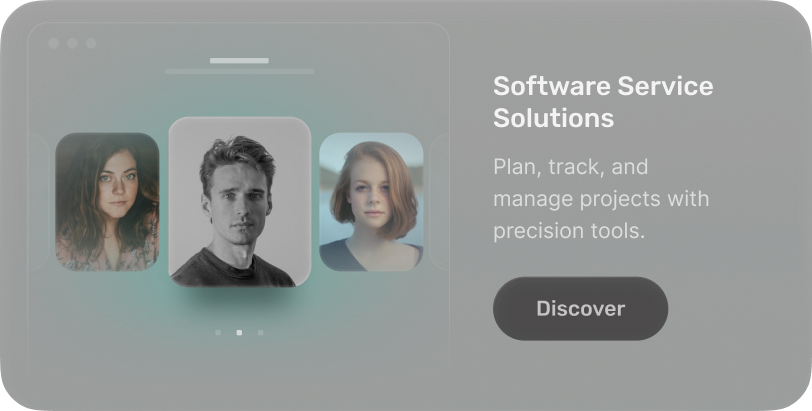 Software Service
Solutions
Plan, track, and
manage projects with
precision tools.
Discover